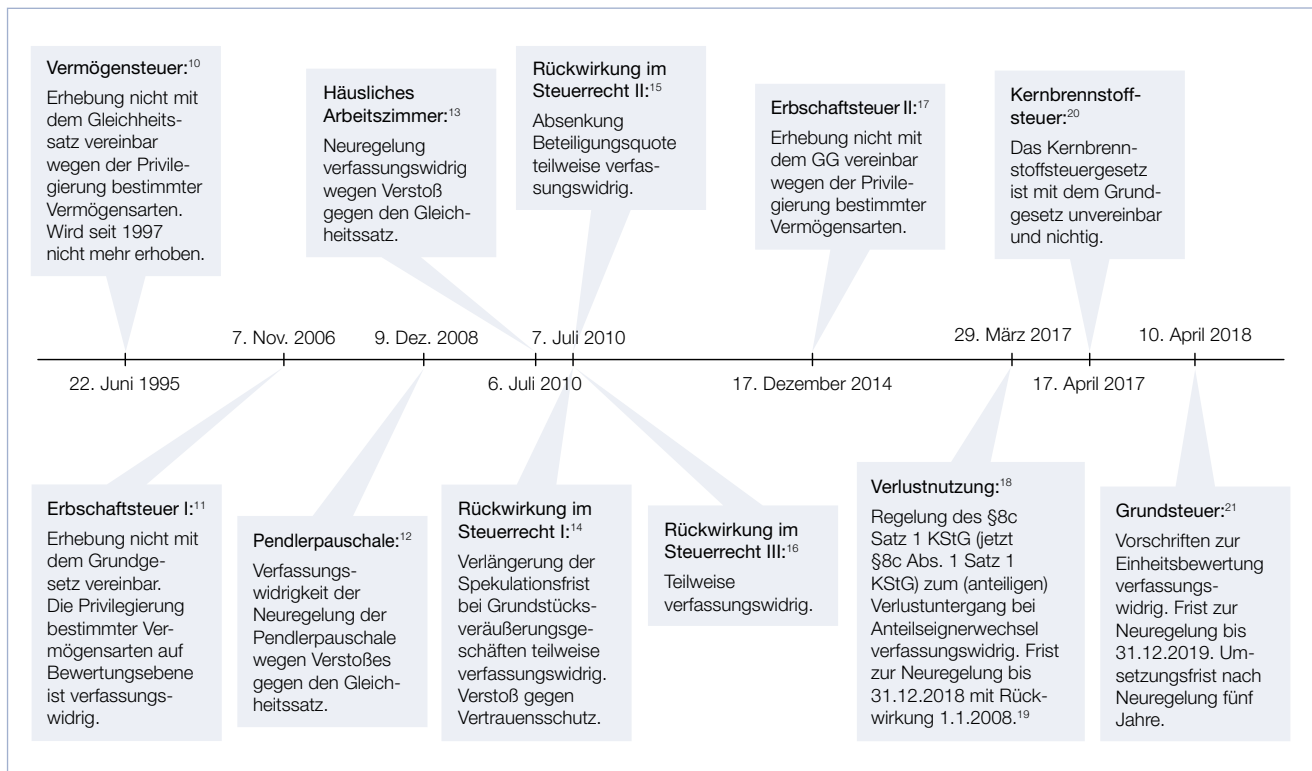 Vermögensteuer:10
Erhebung nicht mit
dem Gleichheits-
satz vereinbar
wegen der Privile-
gierung bestimmter
Vermögensarten.
Wird seit 1997
nicht mehr erhoben.
Häusliches
Arbeitszimmer:13
Neuregelung
verfassungswidrig
wegen Verstoß
gegen den Gleich-
heitssatz.
Rückwirkung im
Steuerrecht II:15
Absenkung
Beteiligungsquote
teilweise verfas-
sungswidrig.
Erbschaftsteuer II:17
Erhebung nicht mit
dem GG vereinbar
wegen der Privile-
gierung bestimmter
Vermögensarten.
Kernbrennstoff-
steuer:20
Das Kernbrenn-
stoffsteuergesetz
ist mit dem Grund-
gesetz unvereinbar
und nichtig.
7. Nov. 2006
9. Dez. 2008
7. Juli 2010
29. März 2017
10. April 2018
22. Juni 1995
6. Juli 2010
17. Dezember 2014
17. April 2017
Erbschaftsteuer I:11
Erhebung nicht mit
dem Grundge-
setz vereinbar.
Die Privilegierung
bestimmter Ver-
mögensarten auf
Bewertungsebene
ist verfassungs-
widrig.
Pendlerpauschale:12
Verfassungs-
widrigkeit der
Neuregelung der
Pendlerpauschale
wegen Verstoßes
gegen den Gleich-
heitssatz.
Rückwirkung im
Steuerrecht I:14
Verlängerung der
Spekulationsfrist
bei Grundstücks-
veräußerungsge-
schäften teilweise
verfassungswidrig.
Verstoß gegen
Vertrauensschutz.
Rückwirkung im
Steuerrecht III:16
Teilweise
verfassungswidrig.
Verlustnutzung:18
Regelung des §8c
Satz 1 KStG (jetzt
§8c Abs. 1 Satz 1
KStG) zum (anteiligen)
Verlustuntergang bei
Anteilseignerwechsel
verfassungswidrig. Frist
zur Neuregelung bis
31.12.2018 mit Rück-
wirkung 1.1.2008.19
Grundsteuer:21
Vorschriften zur
Einheitsbewertung
verfassungs-
widrig. Frist zur
Neuregelung bis
31.12.2019. Um-
setzungsfrist nach
Neuregelung fünf
Jahre.